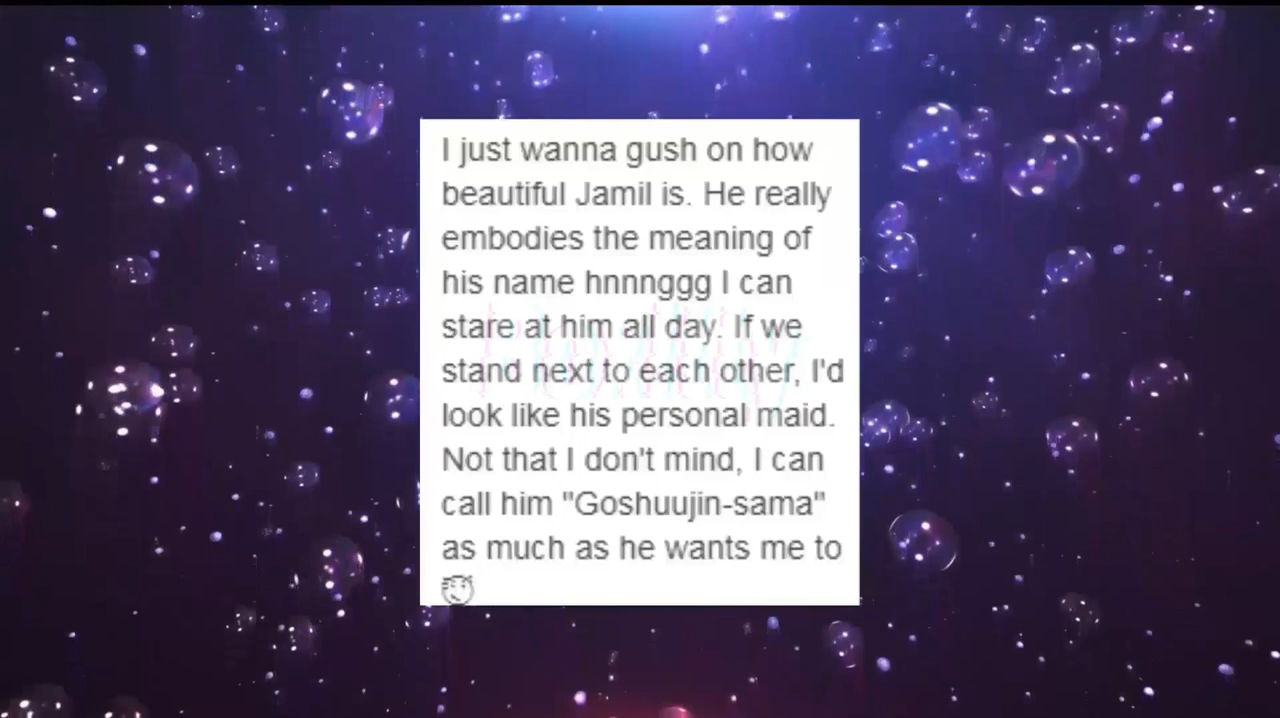 I just wanna gush on how
beautiful Jamil is. He really
embodies the meaning of
his name hnnnggg I can
stare at him all day. If we
stand next to each other, I'd
look like his personal maid.
Not that I don't mind, I can
call him "Goshuujin-sama"
as much as he wants me to